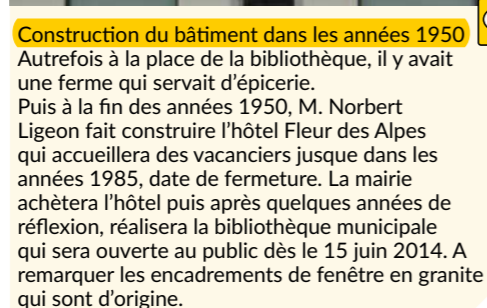 Construction du bâtiment dans les années 1950
Autrefois à la place de la bibliothèque, il y avait
une ferme qui servait d'épicerie.
Puis à la fin des années 1950, M. Norbert
Ligeon fait construire l'hôtel Fleur des Alpes
qui accueillera des vacanciers jusque dans les
années 1985, date de fermeture. La mairie
achètera l'hôtel puis après quelques années de
réflexion, réalisera la bibliothèque municipale
qui sera ouverte au public dès le 15 juin 2014. A
remarquer les encadrements de fenêtre en granite
qui sont d'origine.